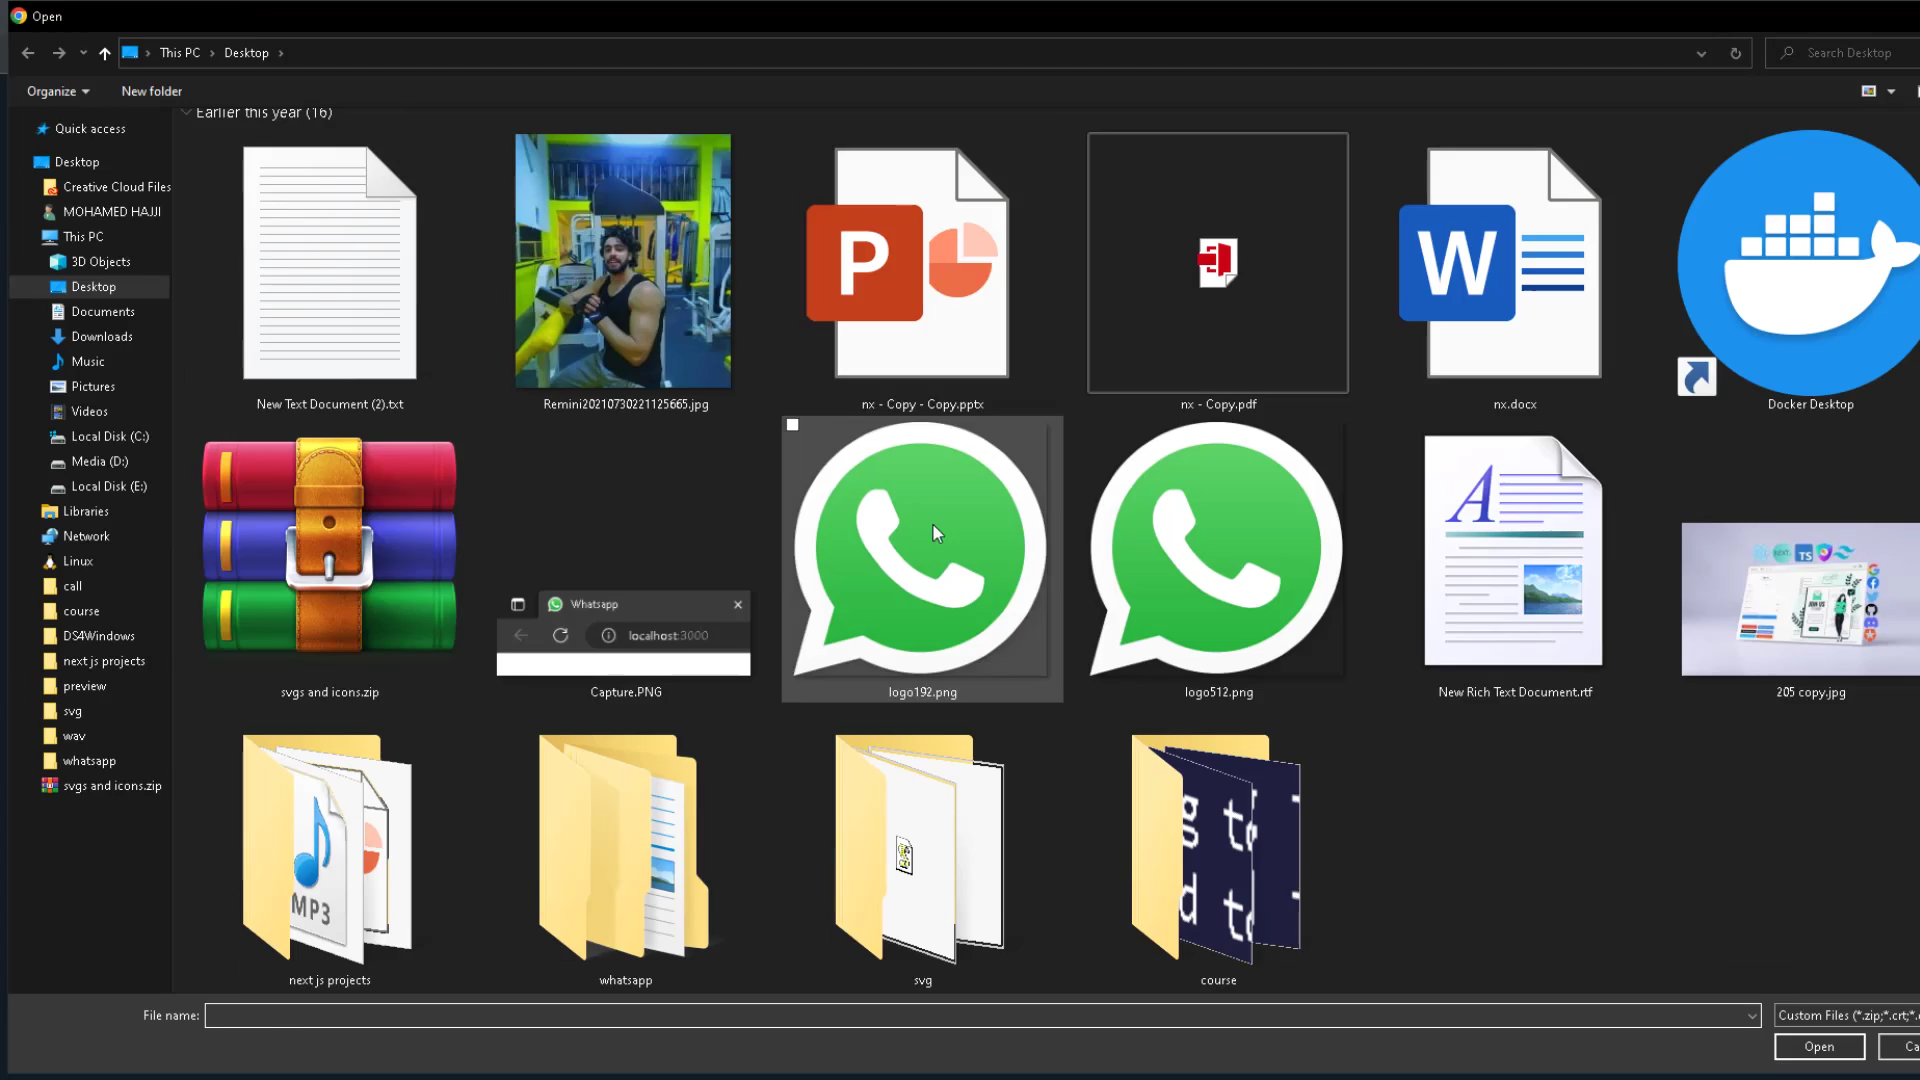 Open
This PC > Desktop >
Search Desktop
Organize
New folder
Earlier this year (16)
Quick access
Desktop
Creative Cloud Files
MOHAMED HAJJI
This PC
3D Objects
Desktop
Documents
Downloads
Music
Pictures
Videos
Local Disk (C:)
Media (D:)
Local Disk (E:)
Libraries
Network
Linux
call
course
DS4Windows
next js projects
preview
svg
wav
whatsapp
svgs and icons.zip
P
W
New Text Document (2).txt
Remini20210730221125665.jpg
nx - Copy - Copy.pptx
nx - Copy.pdf
nx.docx
Docker Desktop
Whatsapp
localhost:3000
A
TS
svgs and icons.zip
Capture.PNG
logo192.png
logo512.png
New Rich Text Document.rtf
205 copy.jpg
MP3
g to
d to
next js projects
whatsapp
svg
course
File name:
Custom Files (*.zip;*.crt;*.
Open
Ca